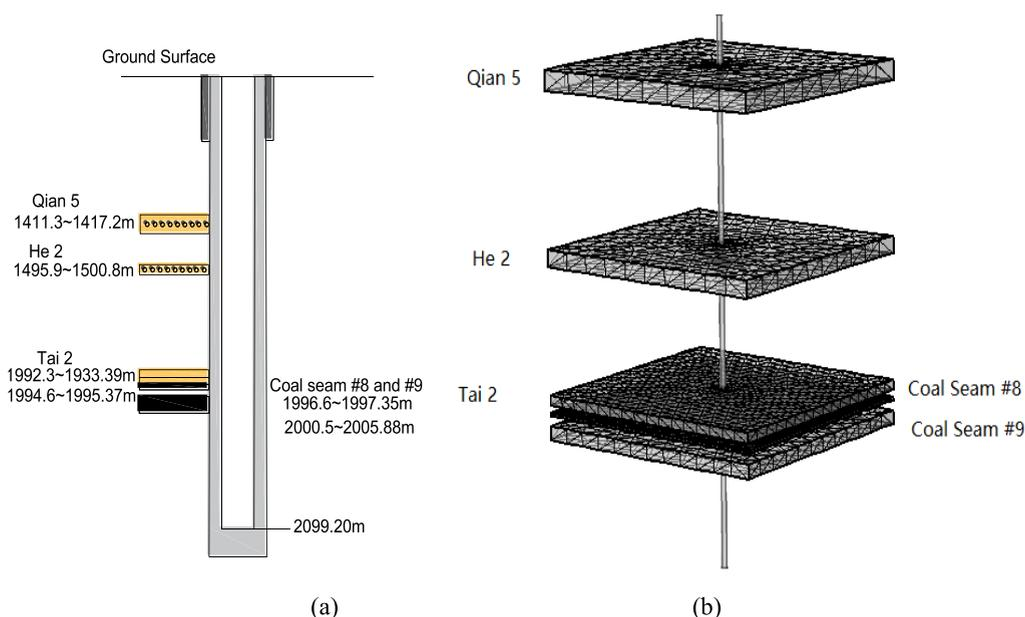 Ground Surface
Qian 5
1411.3~1417.2m
He 2
1495.9~1500.8m
Tai 2
1992.3~1933.39m
1994.6~1995.37m
Coal seam #8 and #9
1996.6~1997.35m
2000.5~2005.88m
2099.20m
(a)
Qian 5
He 2
Tai 2
Coal Seam #8
Coal Seam #9
(b)